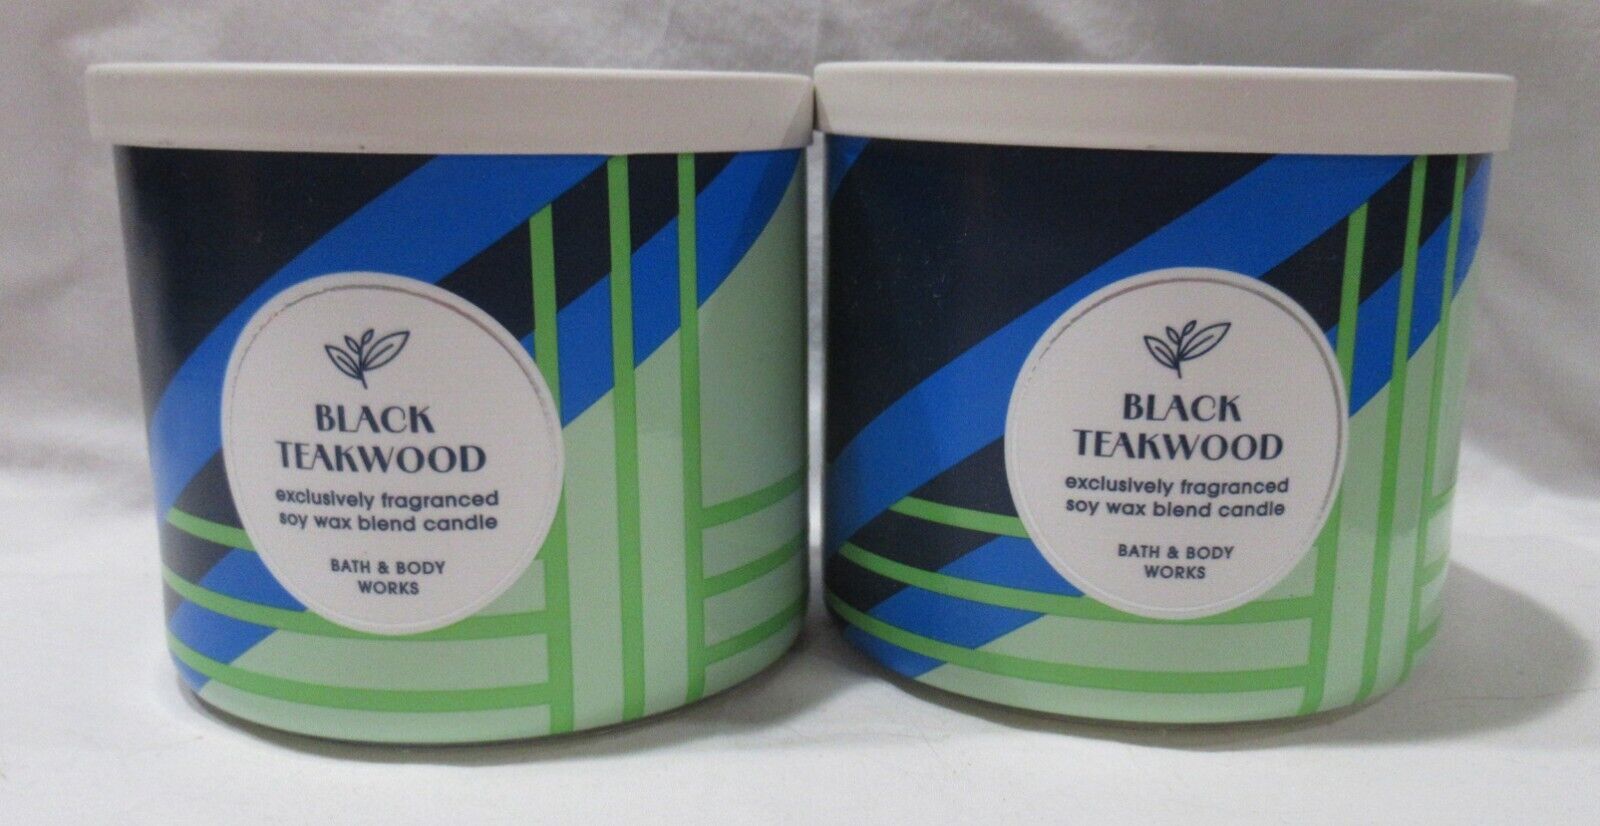 BLACK
TEAKWOOD
exclusively fragranced
soy wax blend candle
BATH & BODY
WORKS
BLACK
TEAKWOOD
exclusively fragranced
soy wax blend candle
BATH & BODY
WORKS